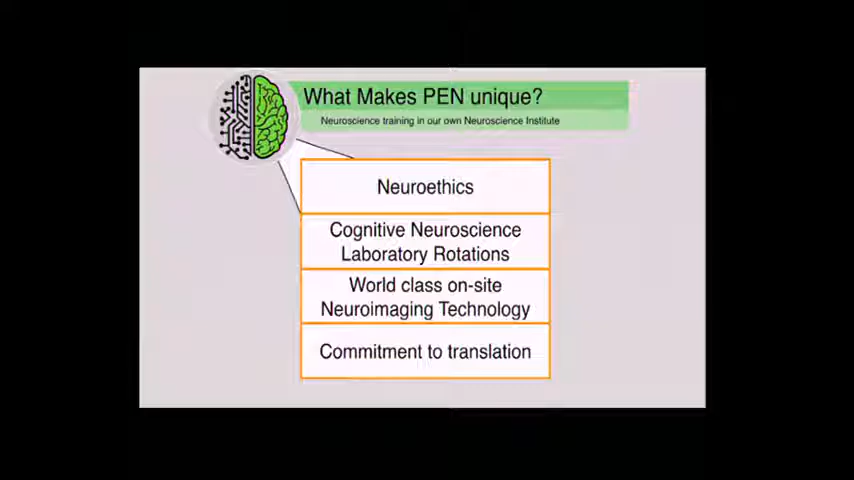 What Makes PEN unique?
Neuroscience training in our own Neuroscience Institute
Neuroethics
Cognitive Neuroscience
Laboratory Rotations
World class on-site
Neuroimaging Technology
Commitment to translation